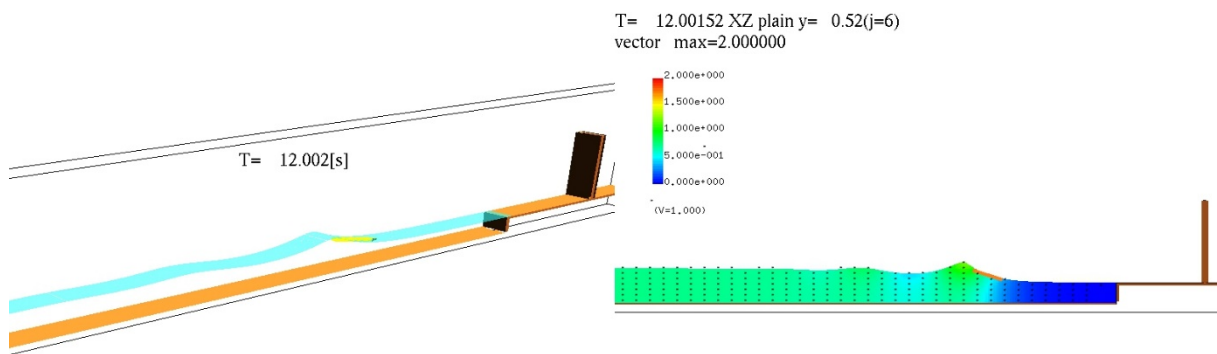 T= 12.002[s]
T= 12.00152 XZ plain y= 0.52(j=6)
vector max=2.000000
2.000e+000
1.500e+000
1.000e+000
5.000e-001
0.000e+000
(V=1.000)